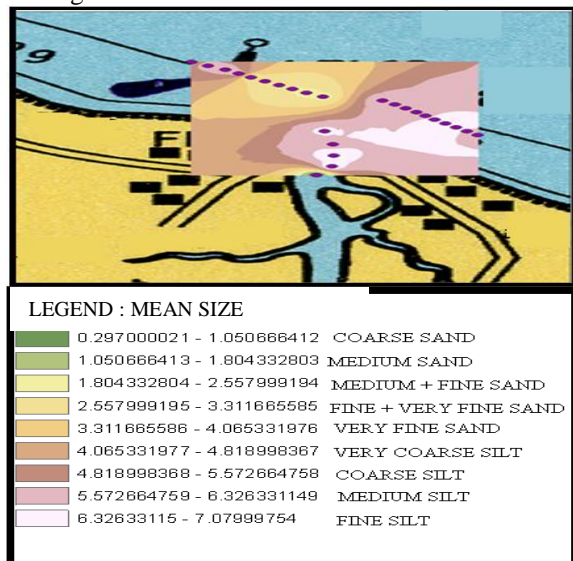 LEGEND : MEAN SIZE
0.297000021 - 1.050666412 COARSE SAND
1.050666413 - 1.804332803 MEDIUM SAND
1.804332804 - 2.557999194 MEDIUM + FINE SAND
2.557999195 - 3.311665585 FINE + VERY FINE SAND
3.311665586 - 4.065331976 VERY FINE SAND
4.065331977 - 4.818998367 VERY COARSE SILT
4.818998368 - 5.572664758 COARSE SILT
5.572664759 - 6.326331149 MEDIUM SILT
6.32633115 - 7.07999754 FINE SILT